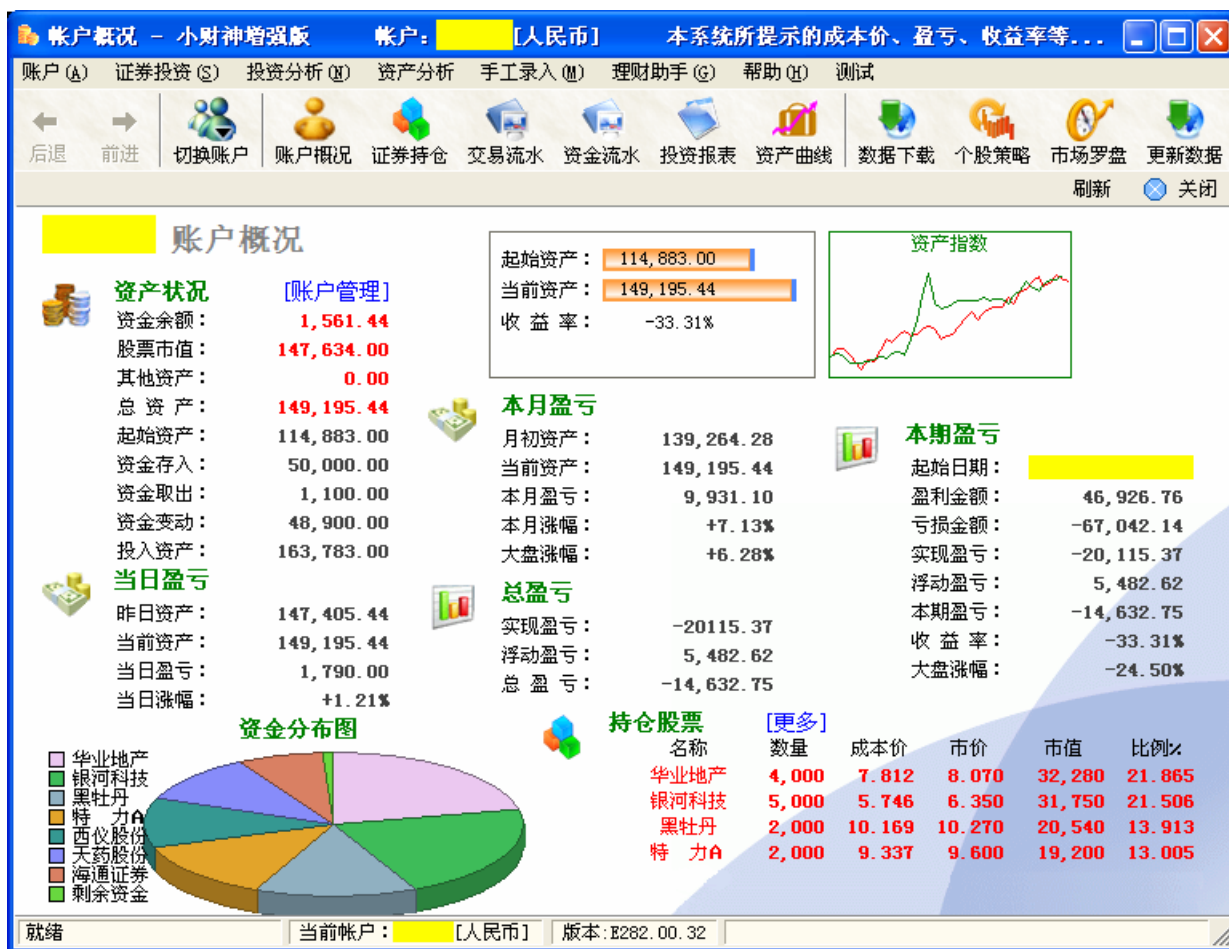 帐户概况 - 小财神增强版 帐户: [人民币] 本系统所提示的成本价、盈亏、收益率等...
账户(A) 证券投资(S) 投资分析(N) 资产分析 手工录入(M) 理财助手(G) 帮助(H) 测试
后退 前进 切换账户 账户概况 证券持仓 交易流水 资金流水 投资报表 资产曲线 数据下载 个股策略 市场罗盘 更新数据
刷新 关闭
账户概况
资产状况 [账户管理]
资金余额: 1,561.44
股票市值: 147,634.00
其他资产: 0.00
总 资 产: 149,195.44
起始资产: 114,883.00
资金存入: 50,000.00
资金取出: 1,100.00
资金变动: 48,900.00
投入资产: 163,783.00
当日盈亏
昨日资产: 147,405.44
当前资产: 149,195.44
当日盈亏: 1,790.00
当日涨幅: +1.21%
起始资产: 114,883.00
当前资产: 149,195.44
收 益 率: -33.31%
资产指数
本月盈亏
月初资产: 139,264.28
当前资产: 149,195.44
本月盈亏: 9,931.10
本月涨幅: +7.13%
大盘涨幅: +6.28%
总盈亏
实现盈亏: -20115.37
浮动盈亏: 5,482.62
总 盈 亏: -14,632.75
本期盈亏
起始日期:
盈利金额: 46,926.76
亏损金额: -67,042.14
实现盈亏: -20,115.37
浮动盈亏: 5,482.62
本期盈亏: -14,632.75
收 益 率: -33.31%
大盘涨幅: -24.50%
资金分布图
华业地产
银河科技
黑牡丹
特 力A
西仪股份
天药股份
海通证券
剩余资金
持仓股票 [更多]
名称 数量 成本价 市价 市值 比例%
华业地产 4,000 7.812 8.070 32,280 21.865
银河科技 5,000 5.746 6.350 31,750 21.506
黑牡丹 2,000 10.169 10.270 20,540 13.913
特 力A 2,000 9.337 9.600 19,200 13.005
就绪 当前帐户: [人民币] 版本:E282.00.32